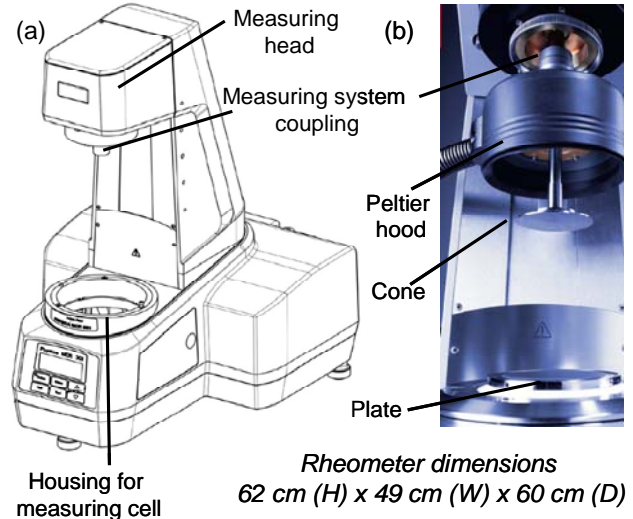 (a)
Measuring
head
(b)
Measuring system
coupling
Peltier
hood
Cone
Plate
Housing for
measuring cell
Rheometer dimensions
62 cm (H) x 49 cm (W) x 60 cm (D)